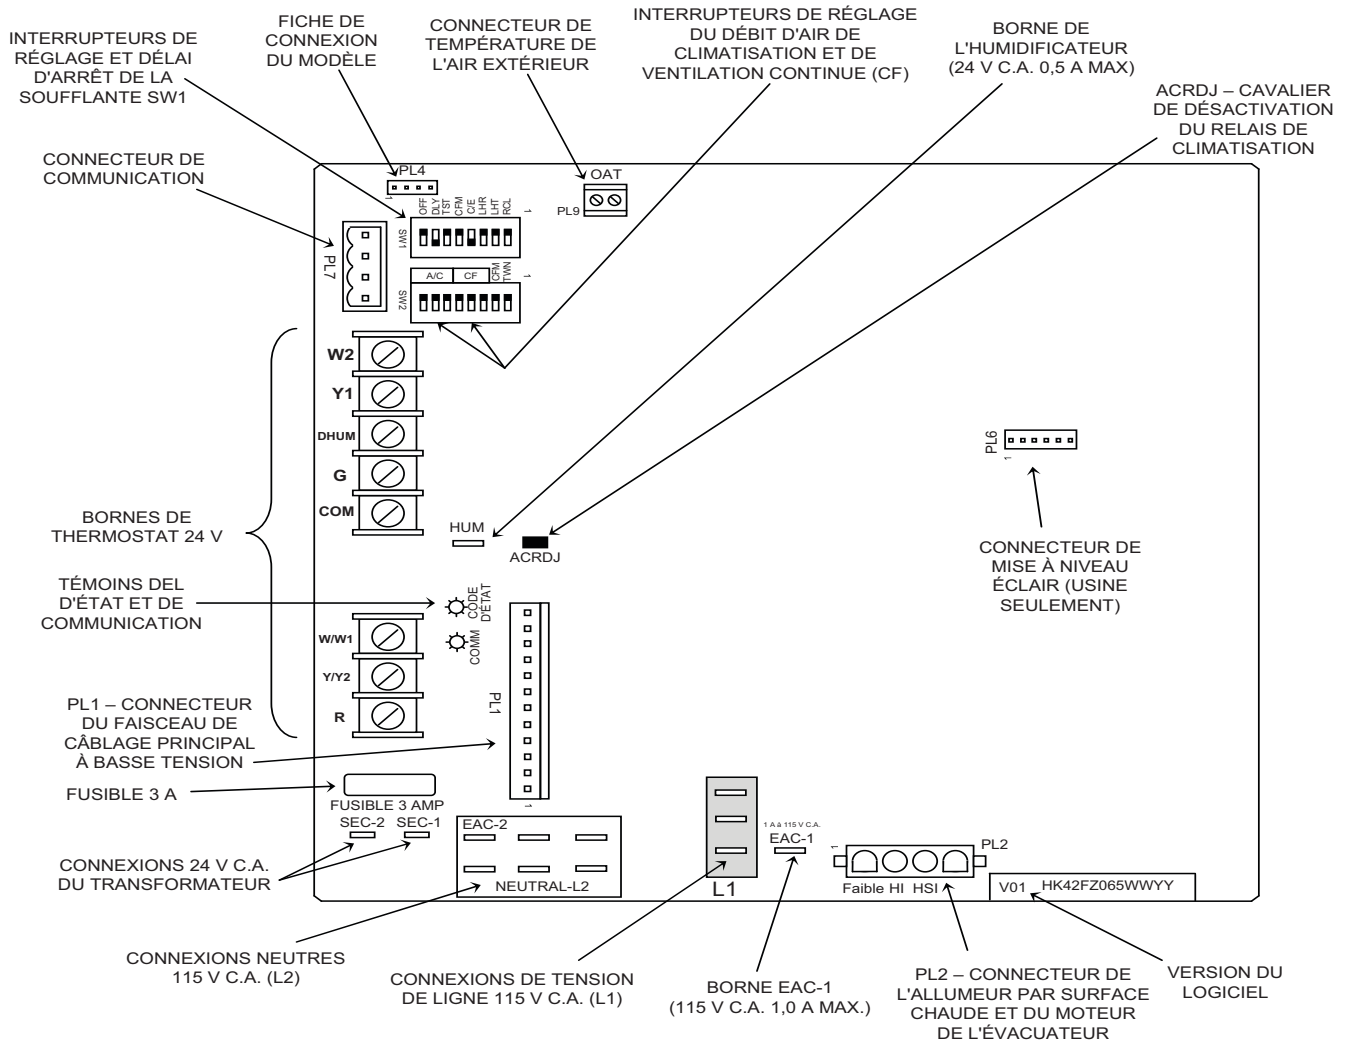 INTERRUPTEURS DE
RÉGLAGE ET DÉLAI
D'ARRÊT DE LA
SOUFFLANTE SW1
FICHE DE
CONNEXION
DU MODÈLE
CONNECTEUR DE
TEMPÉRATURE DE
L'AIR EXTÉRIEUR
INTERRUPTEURS DE RÉGLAGE
DU DÉBIT D'AIR DE
CLIMATISATION ET DE
VENTILATION CONTINUE (CF)
BORNE DE
L'HUMIDIFICATEUR
(24 V C.A. 0,5 A MAX)
ACRDJ – CAVALIER
DE DÉSACTIVATION
DU RELAIS DE
CLIMATISATION
CONNECTEUR DE
COMMUNICATION
PL4
1
OAT
PL9
OFF
DLY
TST
CFM
C/E
LHR
LHT
RCL
1
SW1
PL7
A/C
CF
CFM
TWN
1
SW2
W2
Y1
DHUM
G
COM
PL6
1
BORNES DE
THERMOSTAT 24 V
HUM
ACRDJ
CONNECTEUR DE
MISE À NIVEAU
ÉCLAIR (USINE
SEULEMENT)
TÉMOINS DEL
D'ÉTAT ET DE
COMMUNICATION
CODE
D'ÉTAT
COMM
W/W1
Y/Y2
R
PL1
1
PL1 – CONNECTEUR
DU FAISCEAU DE
CÂBLAGE PRINCIPAL
À BASSE TENSION
FUSIBLE 3 A
FUSIBLE 3 AMP
SEC-2
SEC-1
EAC-2
NEUTRAL-L2
L1
1 A à 115 V C.A.
EAC-1
1
PL2
Faible HI HSI
V01 HK42FZ065WWYY
CONNEXIONS 24 V C.A.
DU TRANSFORMATEUR
CONNEXIONS NEUTRES
115 V C.A. (L2)
CONNEXIONS DE TENSION
DE LIGNE 115 V C.A. (L1)
BORNE EAC-1
(115 V C.A. 1,0 A MAX.)
PL2 – CONNECTEUR DE
L'ALLUMEUR PAR SURFACE
CHAUDE ET DU MOTEUR
DE L'ÉVACUATEUR
VERSION DU
LOGICIEL